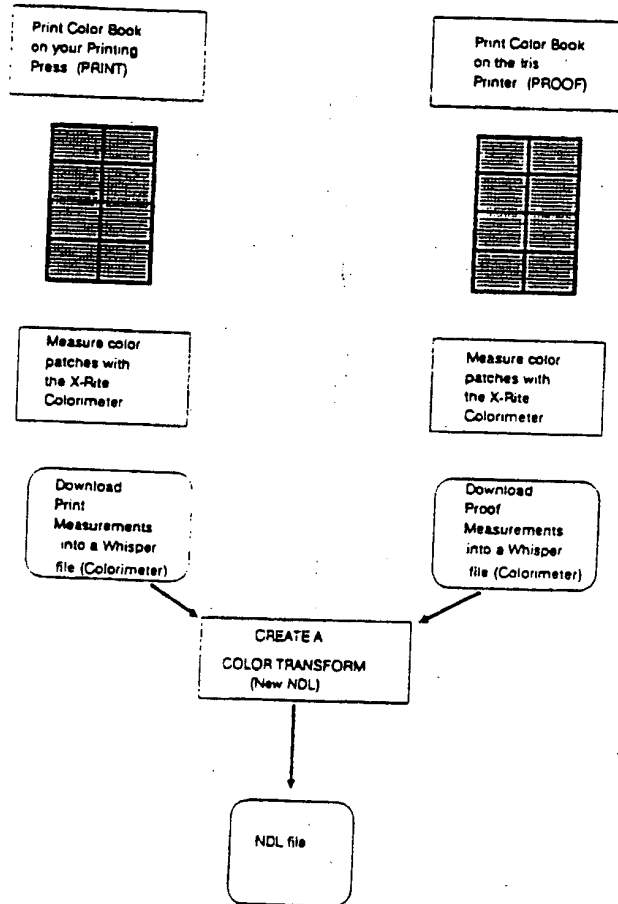 Print Color Book
on your Printing
Press (PRINT)
Print Color Book
on the Iris
Printer (PROOF)
Measure color
patches with
the X-Rite
Colorimeter
Measure color
patches with
the X-Rite
Colorimeter
Download
Print
Measurements
into a Whisper
file (Colorimeter)
Download
Proof
Measurements
into a Whisper
file (Colorimeter)
CREATE A
COLOR TRANSFORM
(New NDL)
NDL file